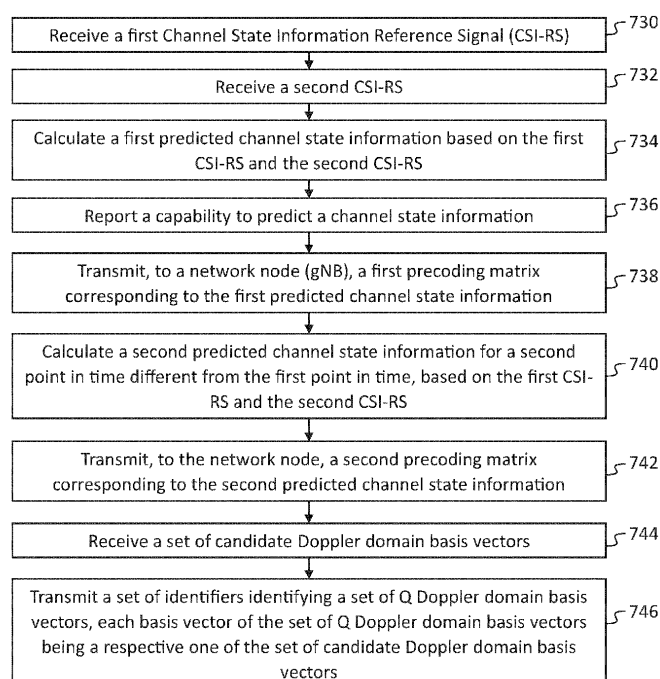 Receive a first Channel State Information Reference Signal (CSI-RS)
730
Receive a second CSI-RS
732
Calculate a first predicted channel state information based on the first
CSI-RS and the second CSI-RS
734
Report a capability to predict a channel state information
736
Transmit, to a network node (gNB), a first precoding matrix
corresponding to the first predicted channel state information
738
Calculate a second predicted channel state information for a second
point in time different from the first point in time, based on the first CSI-
RS and the second CSI-RS
740
Transmit, to the network node, a second precoding matrix
corresponding to the second predicted channel state information
742
Receive a set of candidate Doppler domain basis vectors
744
Transmit a set of identifiers identifying a set of Q Doppler domain basis
vectors, each basis vector of the set of Q Doppler domain basis vectors
being a respective one of the set of candidate Doppler domain basis
vectors
746